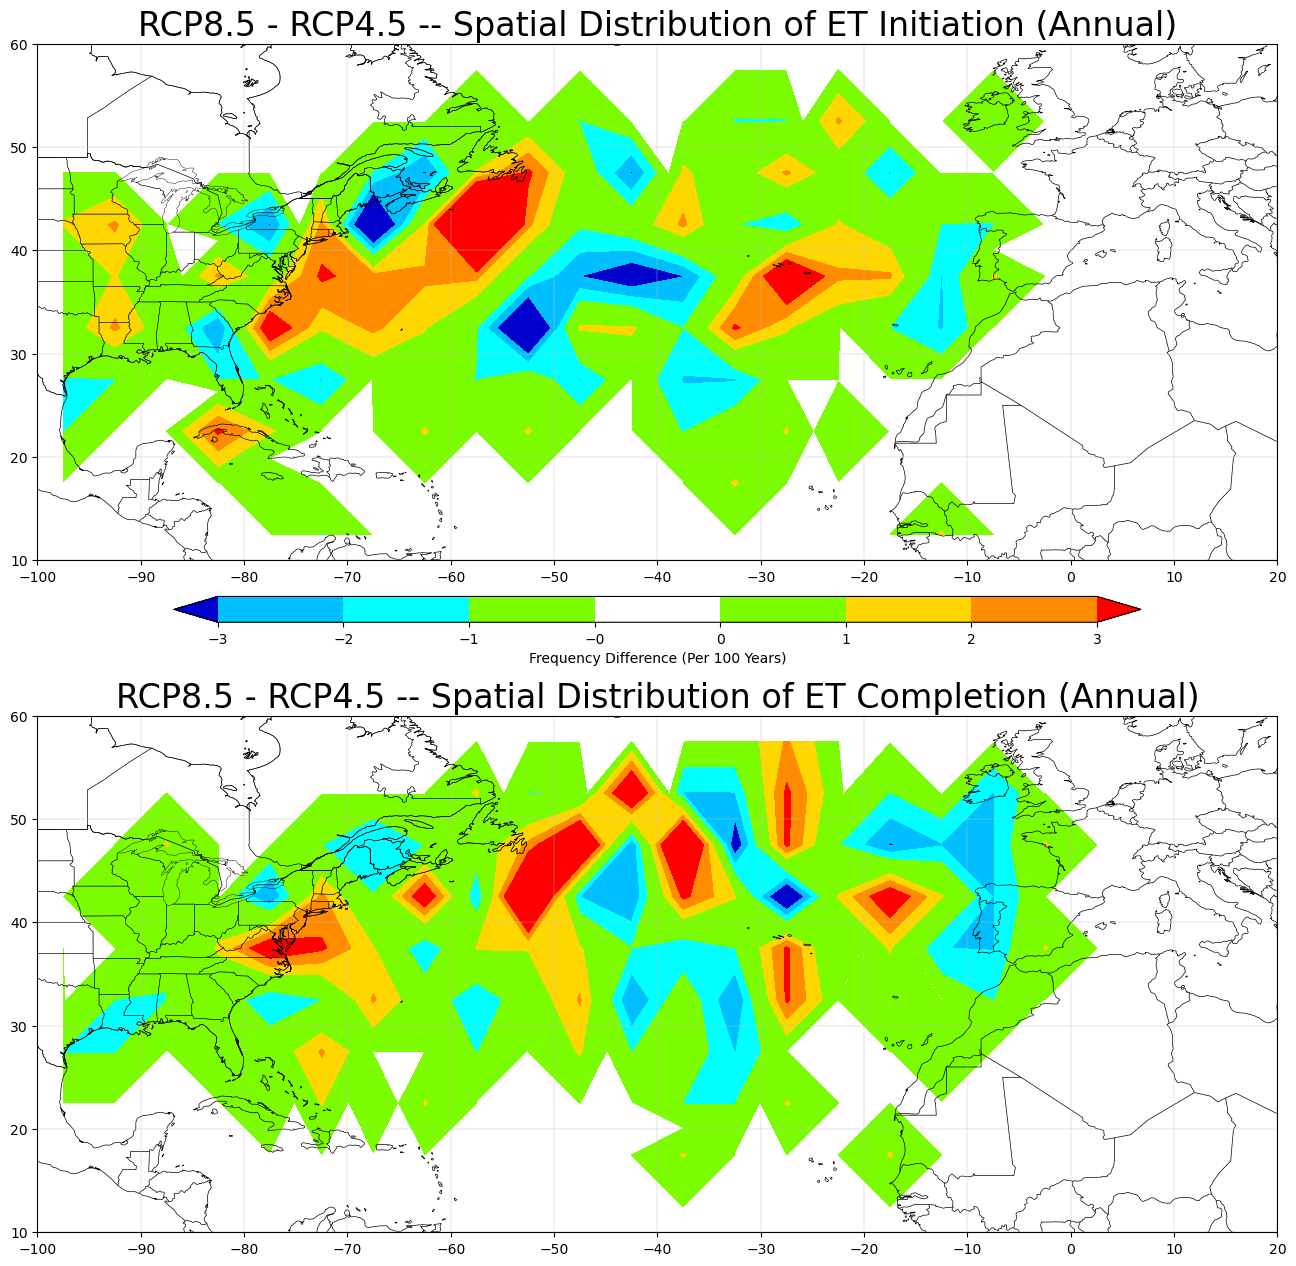 RCP8.5 - RCP4.5 -- Spatial Distribution of ET Initiation (Annual)
60
50
40
30
20
10
−100 −90 −80 −70 −60 −50 −40 −30 −20 −10 0 10 20
−3 −2 −1 −0 0 1 2 3
Frequency Difference (Per 100 Years)
RCP8.5 - RCP4.5 -- Spatial Distribution of ET Completion (Annual)
60
50
40
30
20
10
−100 −90 −80 −70 −60 −50 −40 −30 −20 −10 0 10 20